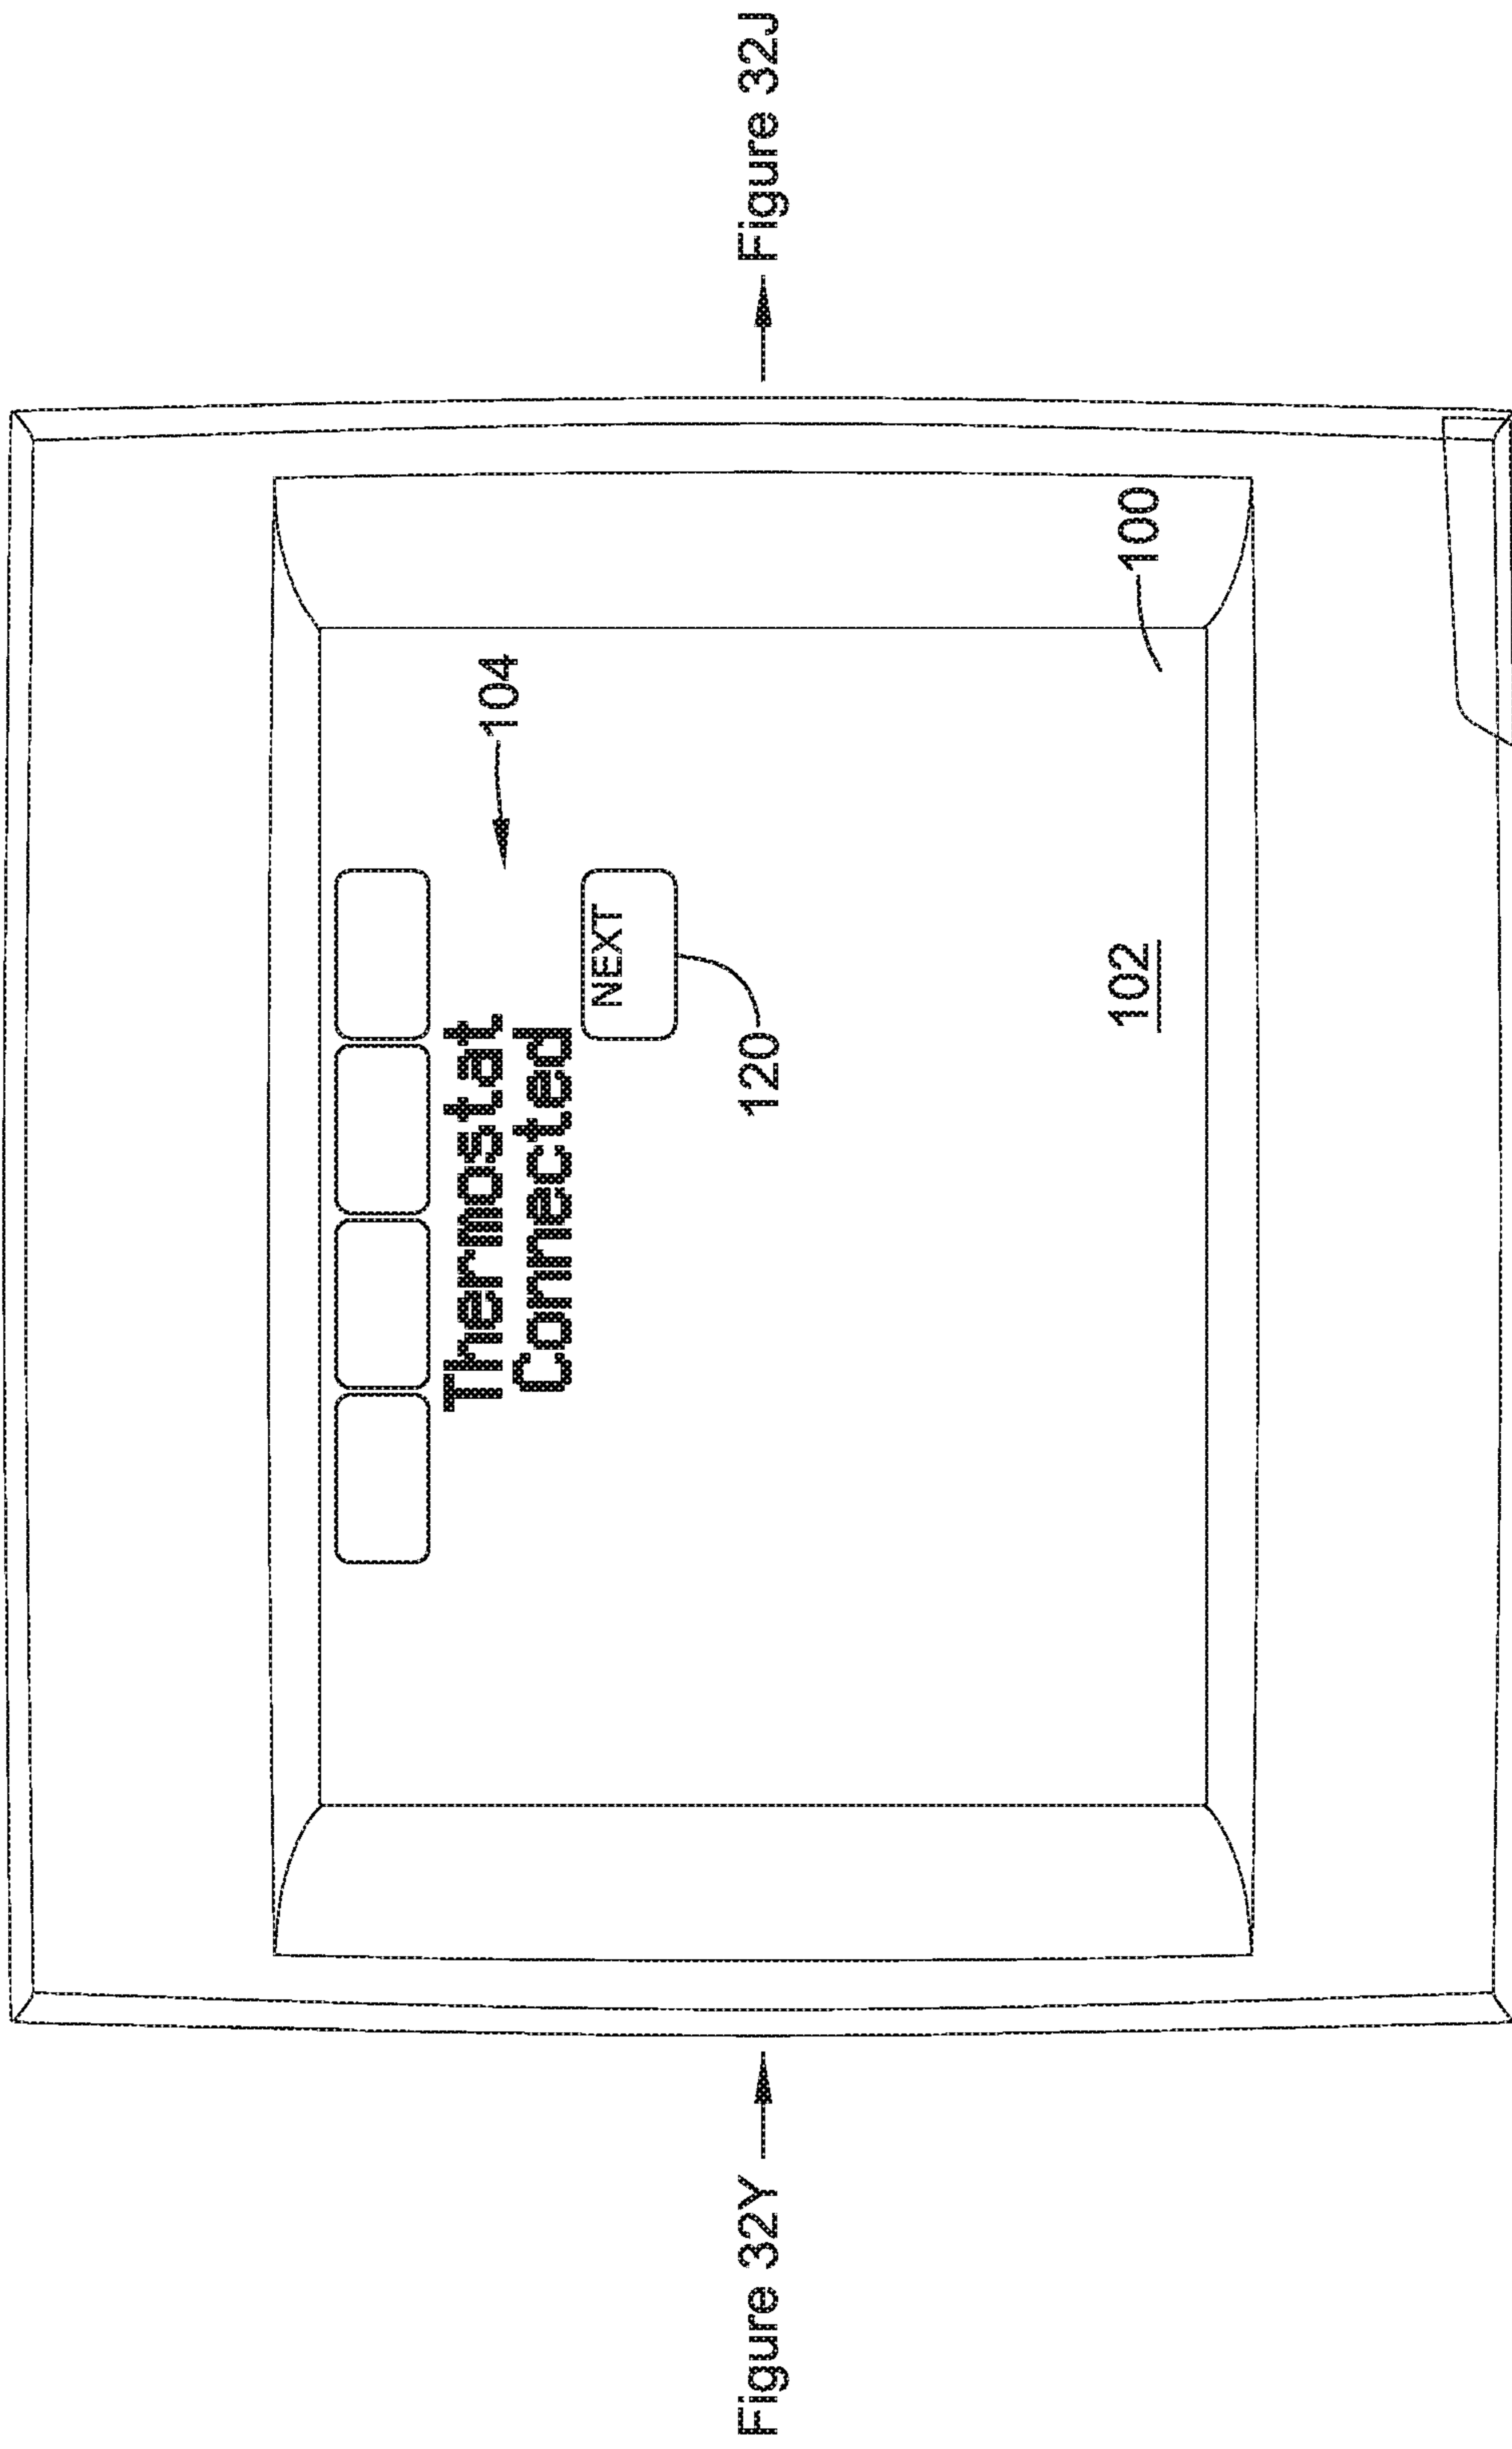 104
Thermostat
Connected
NEXT
120
102
100
Figure 32Y
Figure 32J